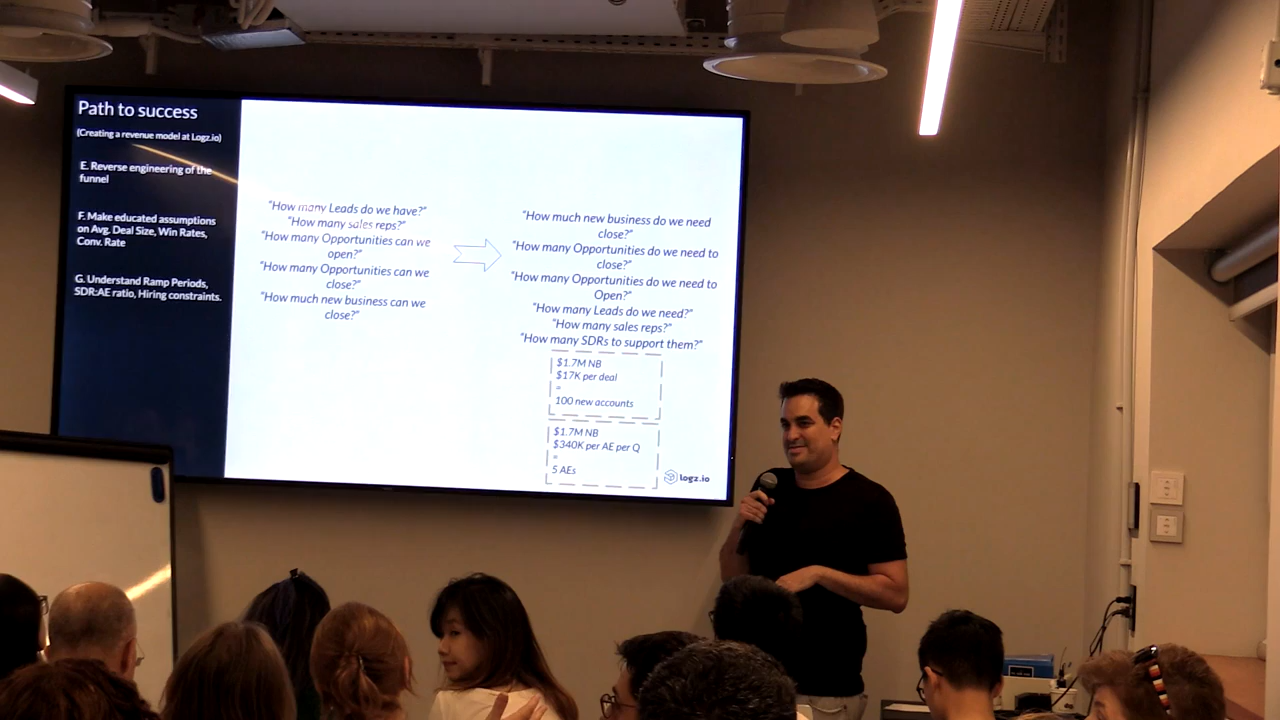 Path to success
(Creating a revenue model at Logz.io)
E. Reverse engineering of the
funnel
F. Make educated assumptions
on Avg. Deal Size, Win Rates,
Conv. Rate
G. Understand Ramp Periods,
SDR:AE ratio, Hiring constraints.
"How many Leads do we have?"
"How many sales reps?"
"How many Opportunities can we
open?"
"How many Opportunities can we
close?"
"How much new business can we
close?"
"How much new business do we need
close?"
"How many Opportunities do we need to
close?"
"How many Opportunities do we need to
Open?"
"How many Leads do we need?"
"How many sales reps?"
"How many SDRs to support them?"
$1.7M NB
$17K per deal
=
100 new accounts
$1.7M NB
$340K per AE per Q
=
5 AEs
logz.io